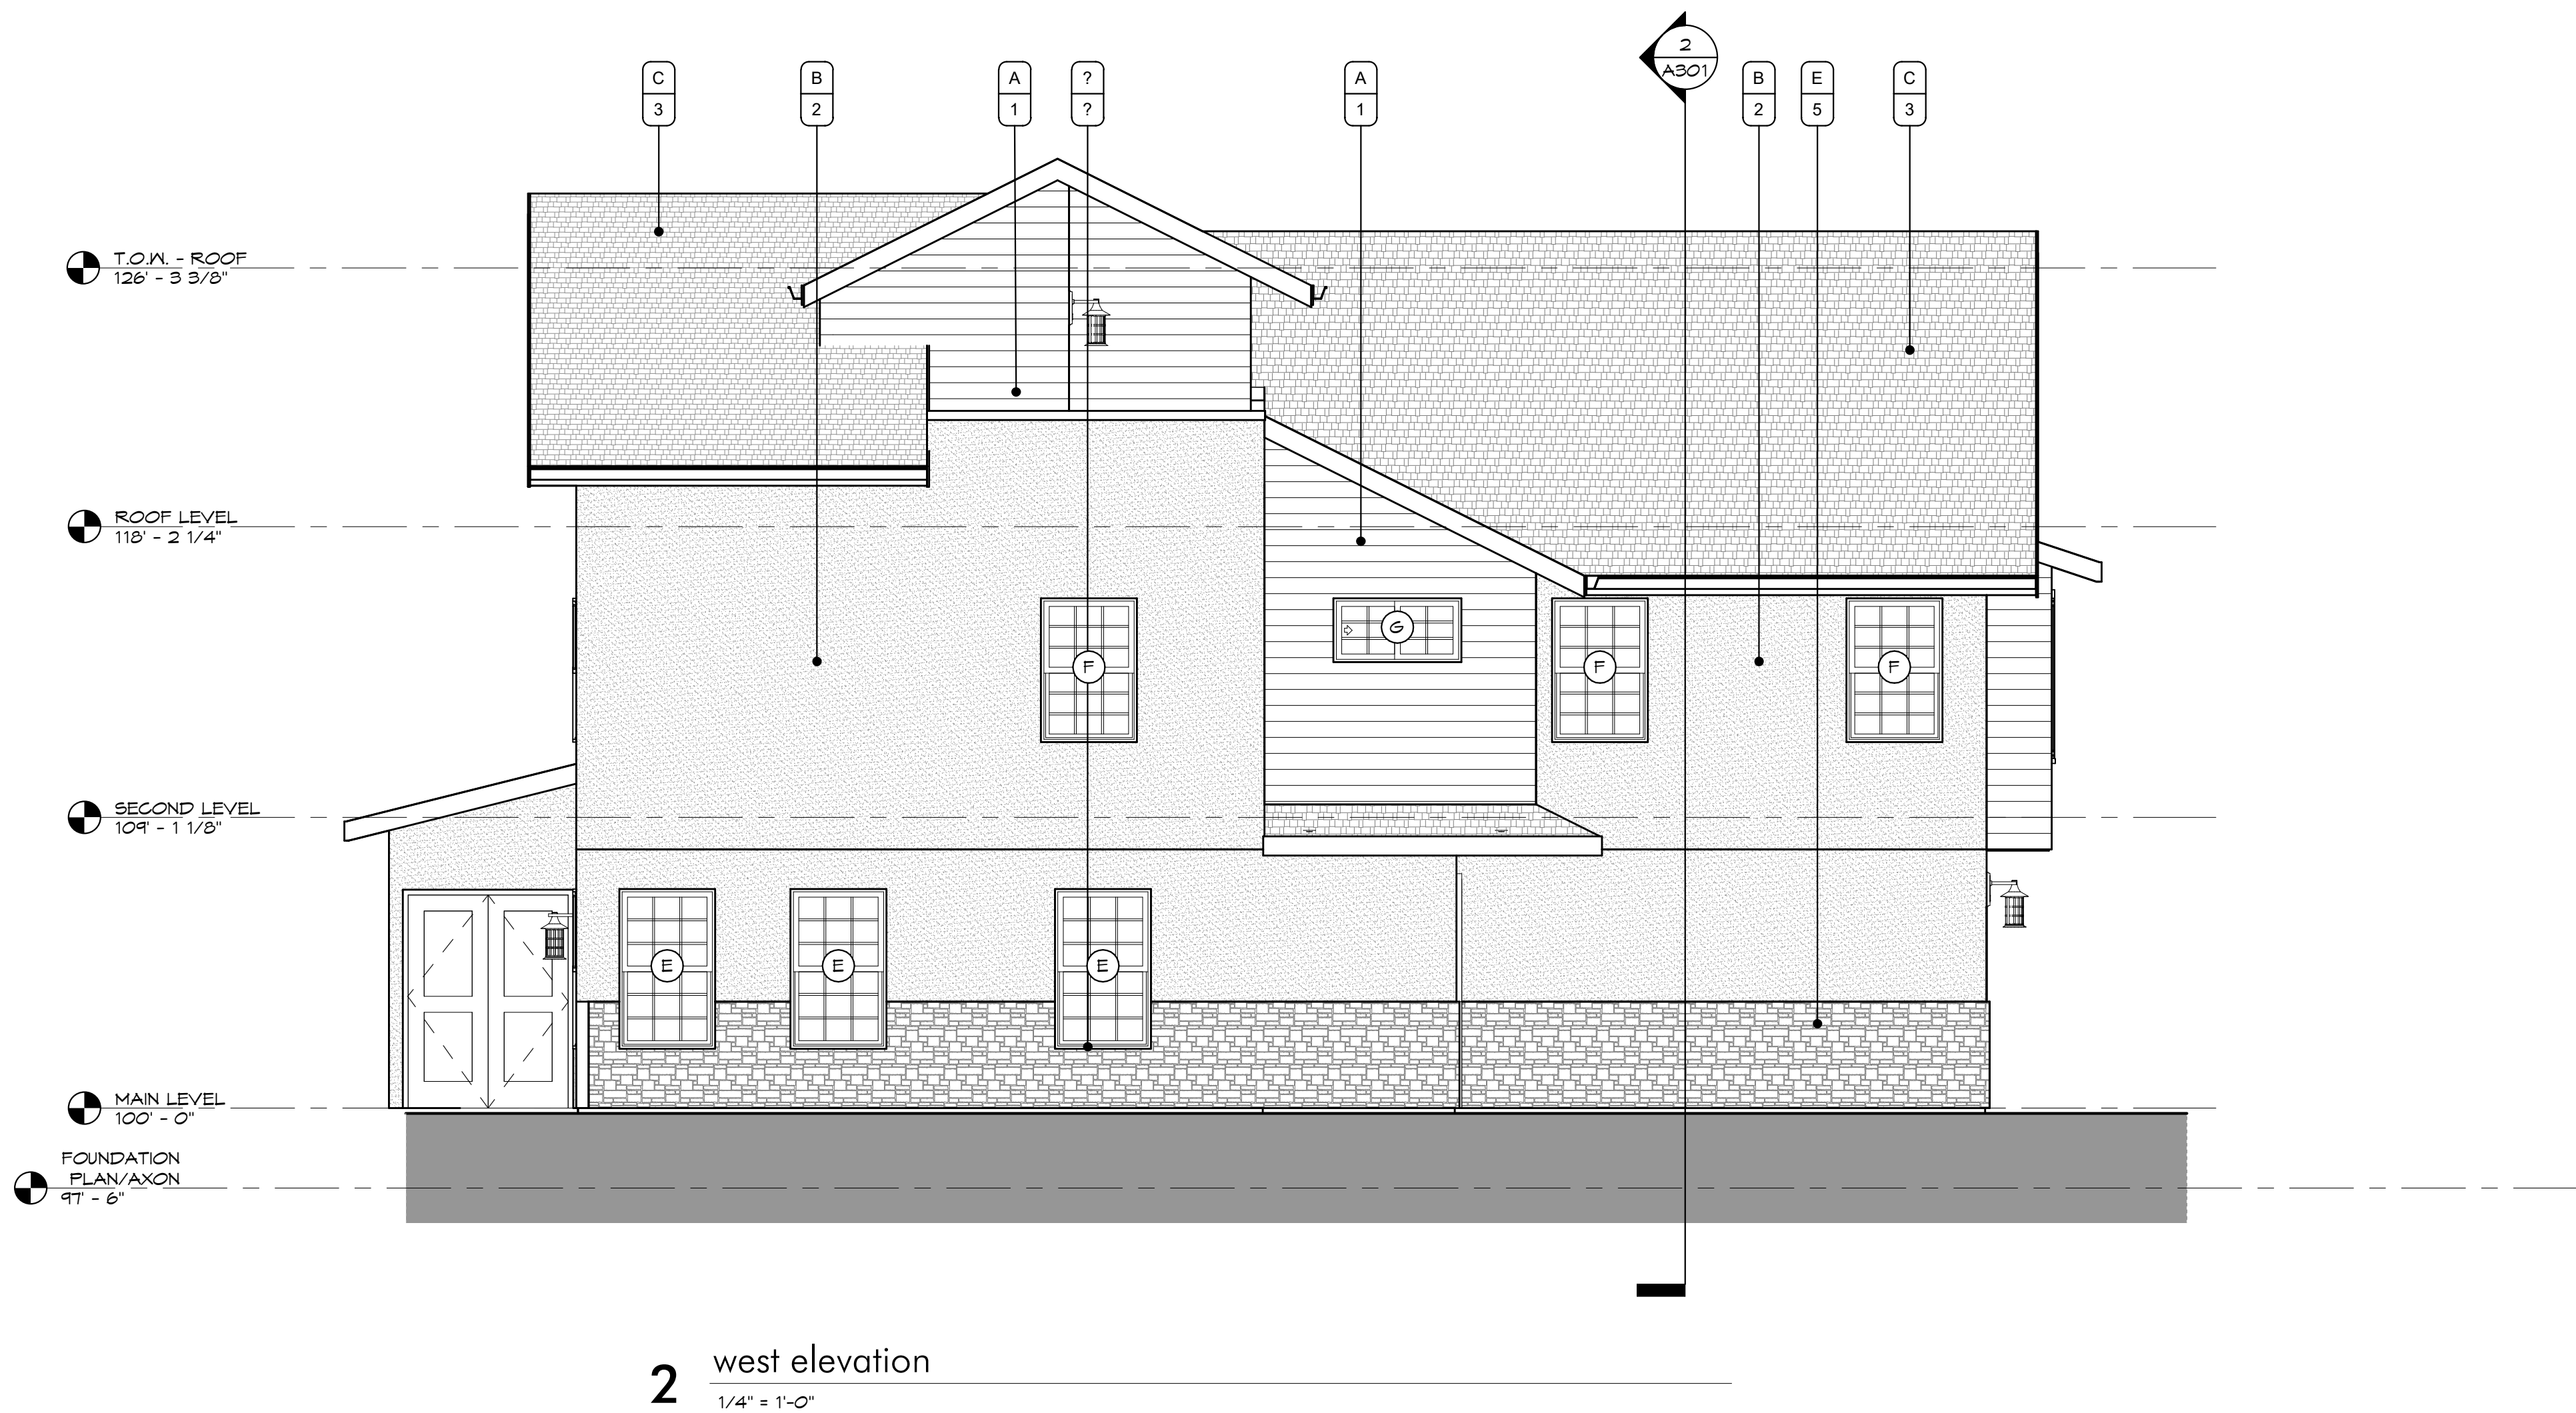 2
A301
C
3
B
2
A
1
?
?
A
1
B
2
E
5
C
3
T.O.W. - ROOF
126' - 3 3/8"
ROOF LEVEL
118' - 2 1/4"
G
F
F
F
SECOND LEVEL
109' - 1 1/8"
E
E
E
MAIN LEVEL
100' - 0"
FOUNDATION
PLAN/AXON
97' - 6"
2
west elevation
1/4" = 1'-0"